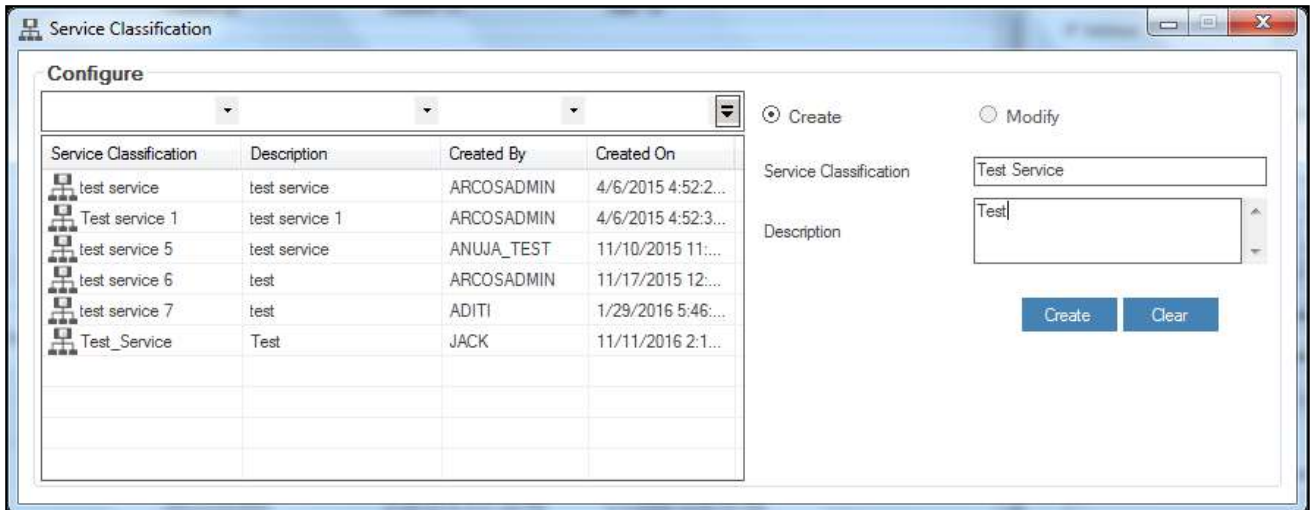 Service Classification
Configure
Create Modify
Service Classification Description Created By Created On
Service Classification Test Service
test service test service ARCOSADMIN 4/6/2015 4:52:2...
Test service 1 test service 1 ARCOSADMIN 4/6/2015 4:52:3...
Description Test
test service 5 test service ANUJA_TEST 11/10/2015 11:...
test service 6 test ARCOSADMIN 11/17/2015 12:...
test service 7 test ADITI 1/29/2016 5:46:...
Create Clear
Test_Service Test JACK 11/11/2016 2:1...